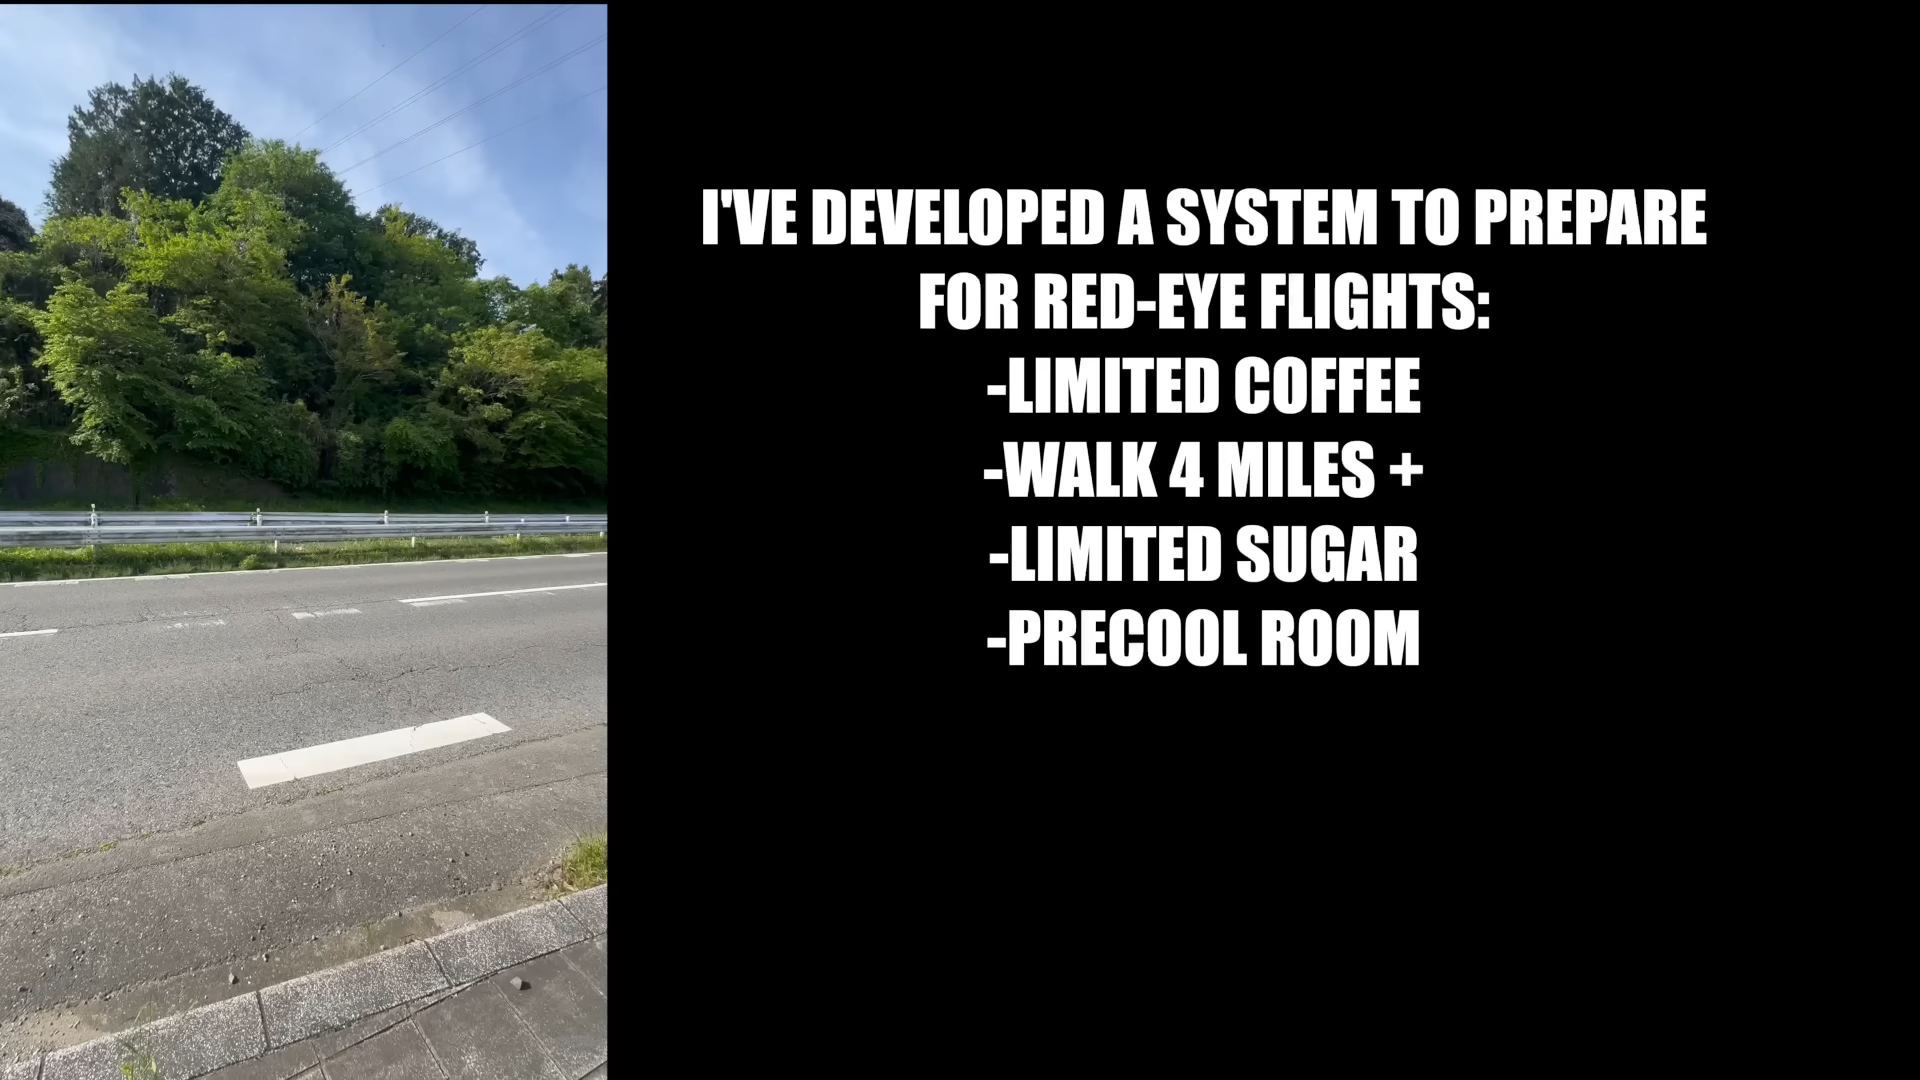 I'VE DEVELOPED A SYSTEM TO PREPARE
FOR RED-EYE FLIGHTS:
-LIMITED COFFEE
-WALK 4 MILES +
-LIMITED SUGAR
-PRECOOL ROOM